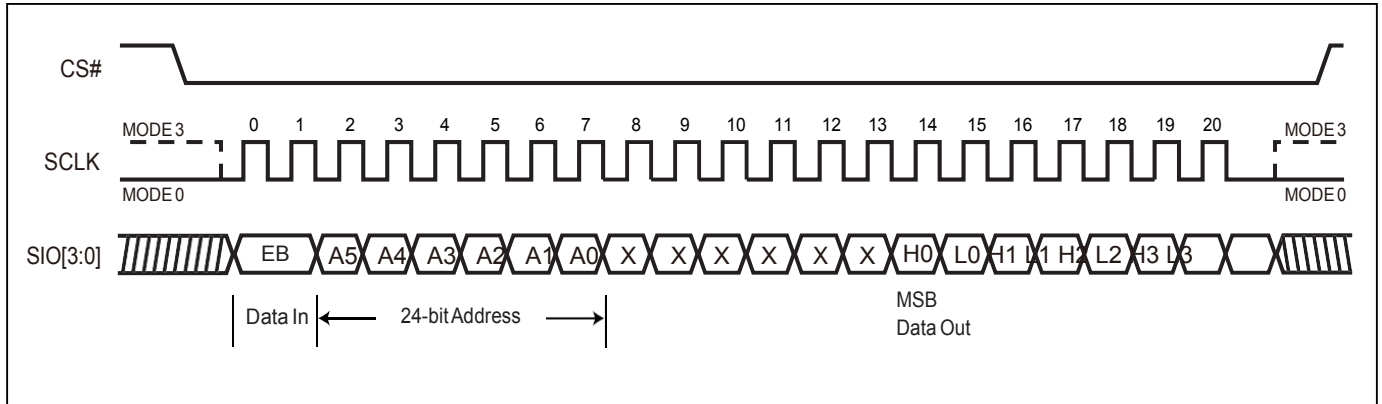 CS#
MODE 3
0 1 2 3 4 5 6 7 8 9 10 11 12 13 14 15 16 17 18 19 20
MODE 3
SCLK
MODE 0
MODE 0
SIO[3:0]
EB A5 A4 A3 A2 A1 A0 X X X X X X H0 L0 H1 L1 H2 L2 H3 L3
Data In
24-bit Address
MSB
Data Out